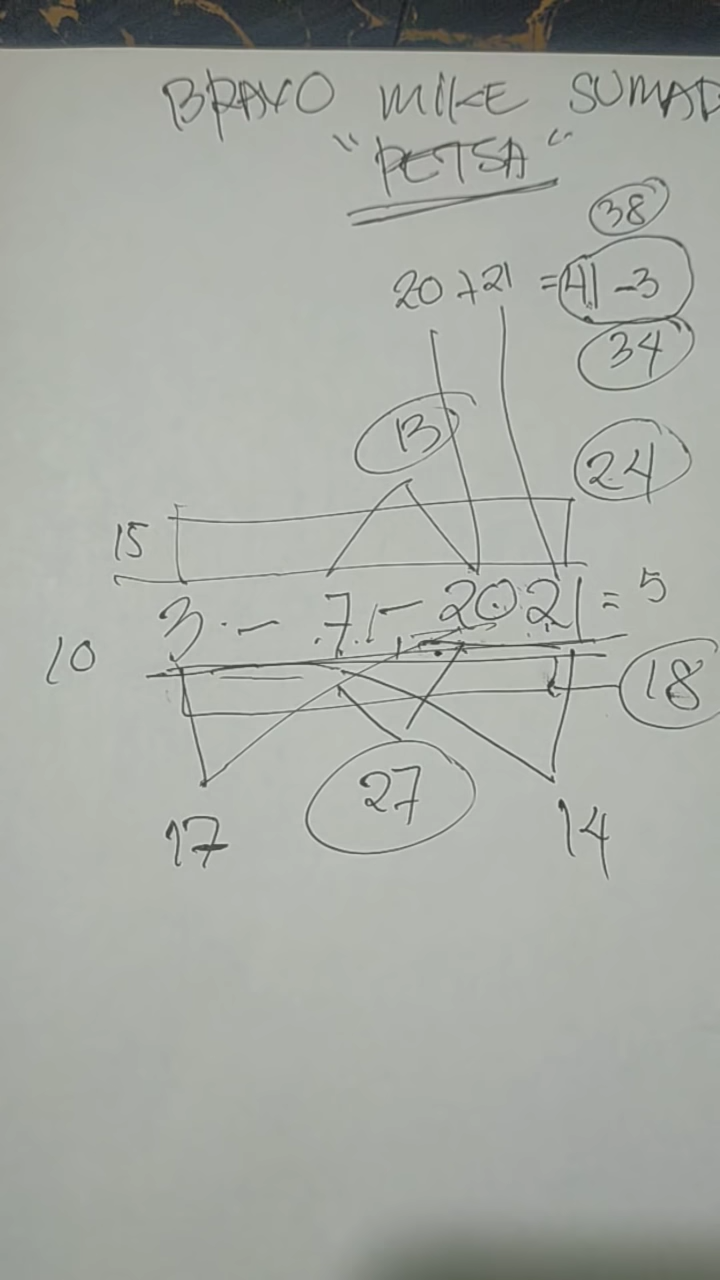 BRAVO MIKE SUMAD
"PETSA"
38
20 + 21 = 41 - 3
34
13
24
15
3 - 7 - 2021 = 5
10
18
27
17
14